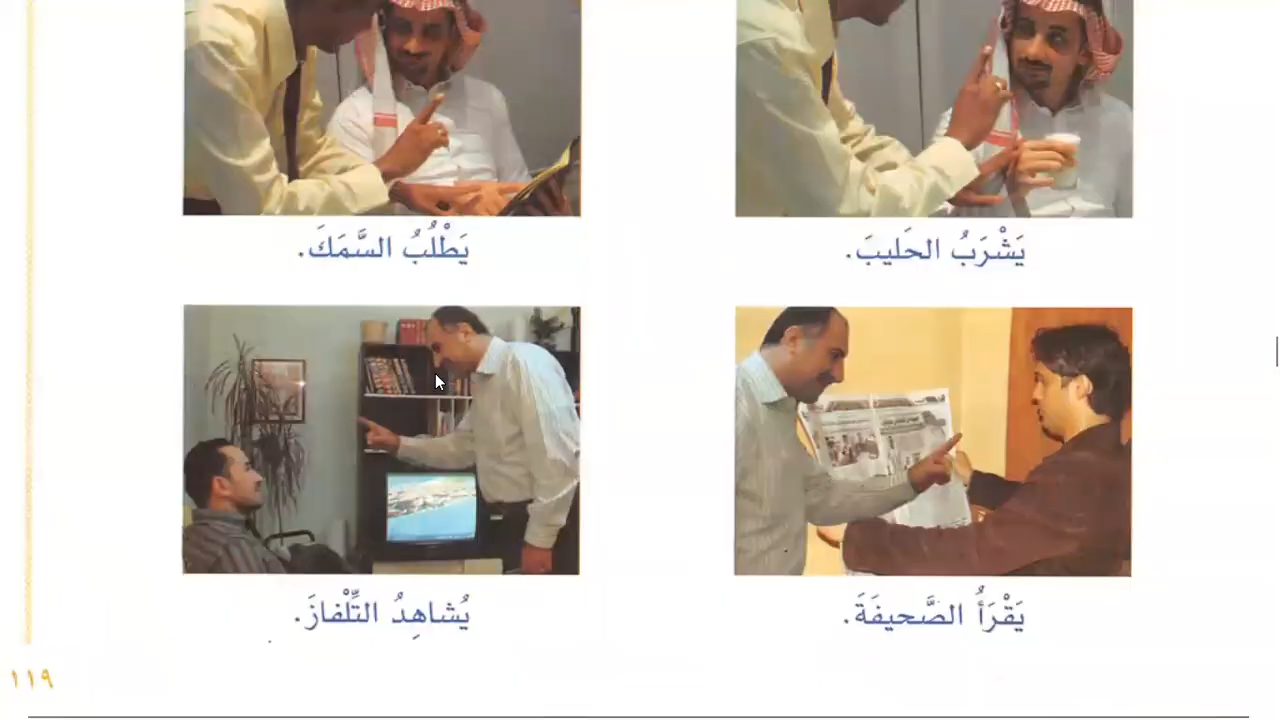 يَشْرَبُ الحَليبَ.
يَطْلُبُ السَّمَكَ.
يَقْرَأُ الصَّحيفَةَ.
يُشاهِدُ التِّلْفازَ.
١١٩